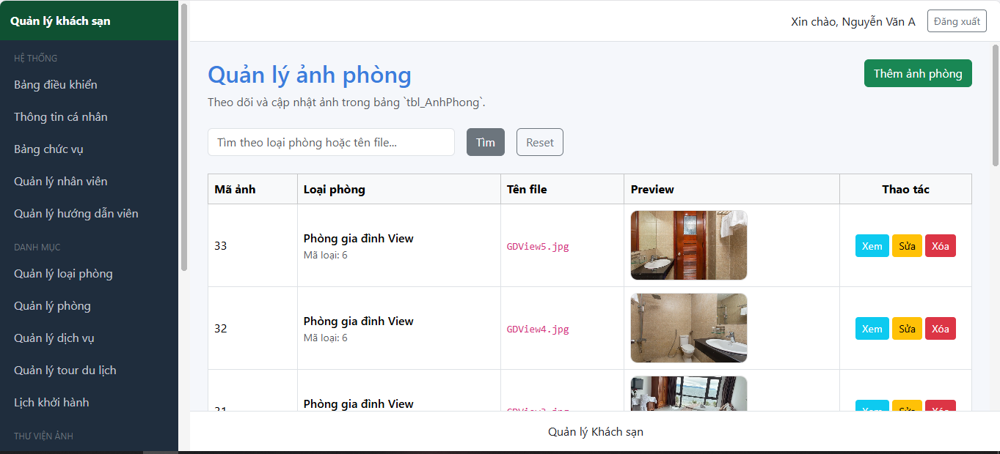 Quản lý khách sạn
Xin chào, Nguyễn Văn A
Đăng xuất
HỆ THỐNG
Bảng điều khiển
Thông tin cá nhân
Bảng chức vụ
Quản lý nhân viên
Quản lý hướng dẫn viên
DANH MỤC
Quản lý loại phòng
Quản lý phòng
Quản lý dịch vụ
Quản lý tour du lịch
Lịch khởi hành
THƯ VIỆN ẢNH
Quản lý ảnh phòng
Thêm ảnh phòng
Theo dõi và cập nhật ảnh trong bảng `tbl_AnhPhong`.
Tìm theo loại phòng hoặc tên file...
Tìm
Reset
Mã ảnh Loại phòng Tên file Preview Thao tác
33 Phòng gia đình View GDView5.jpg Xem Sửa Xóa
Mã loại: 6
32 Phòng gia đình View GDView4.jpg Xem Sửa Xóa
Mã loại: 6
31 Phòng gia đình View GDView3.jpg Xem Sửa Xóa
Quản lý Khách sạn